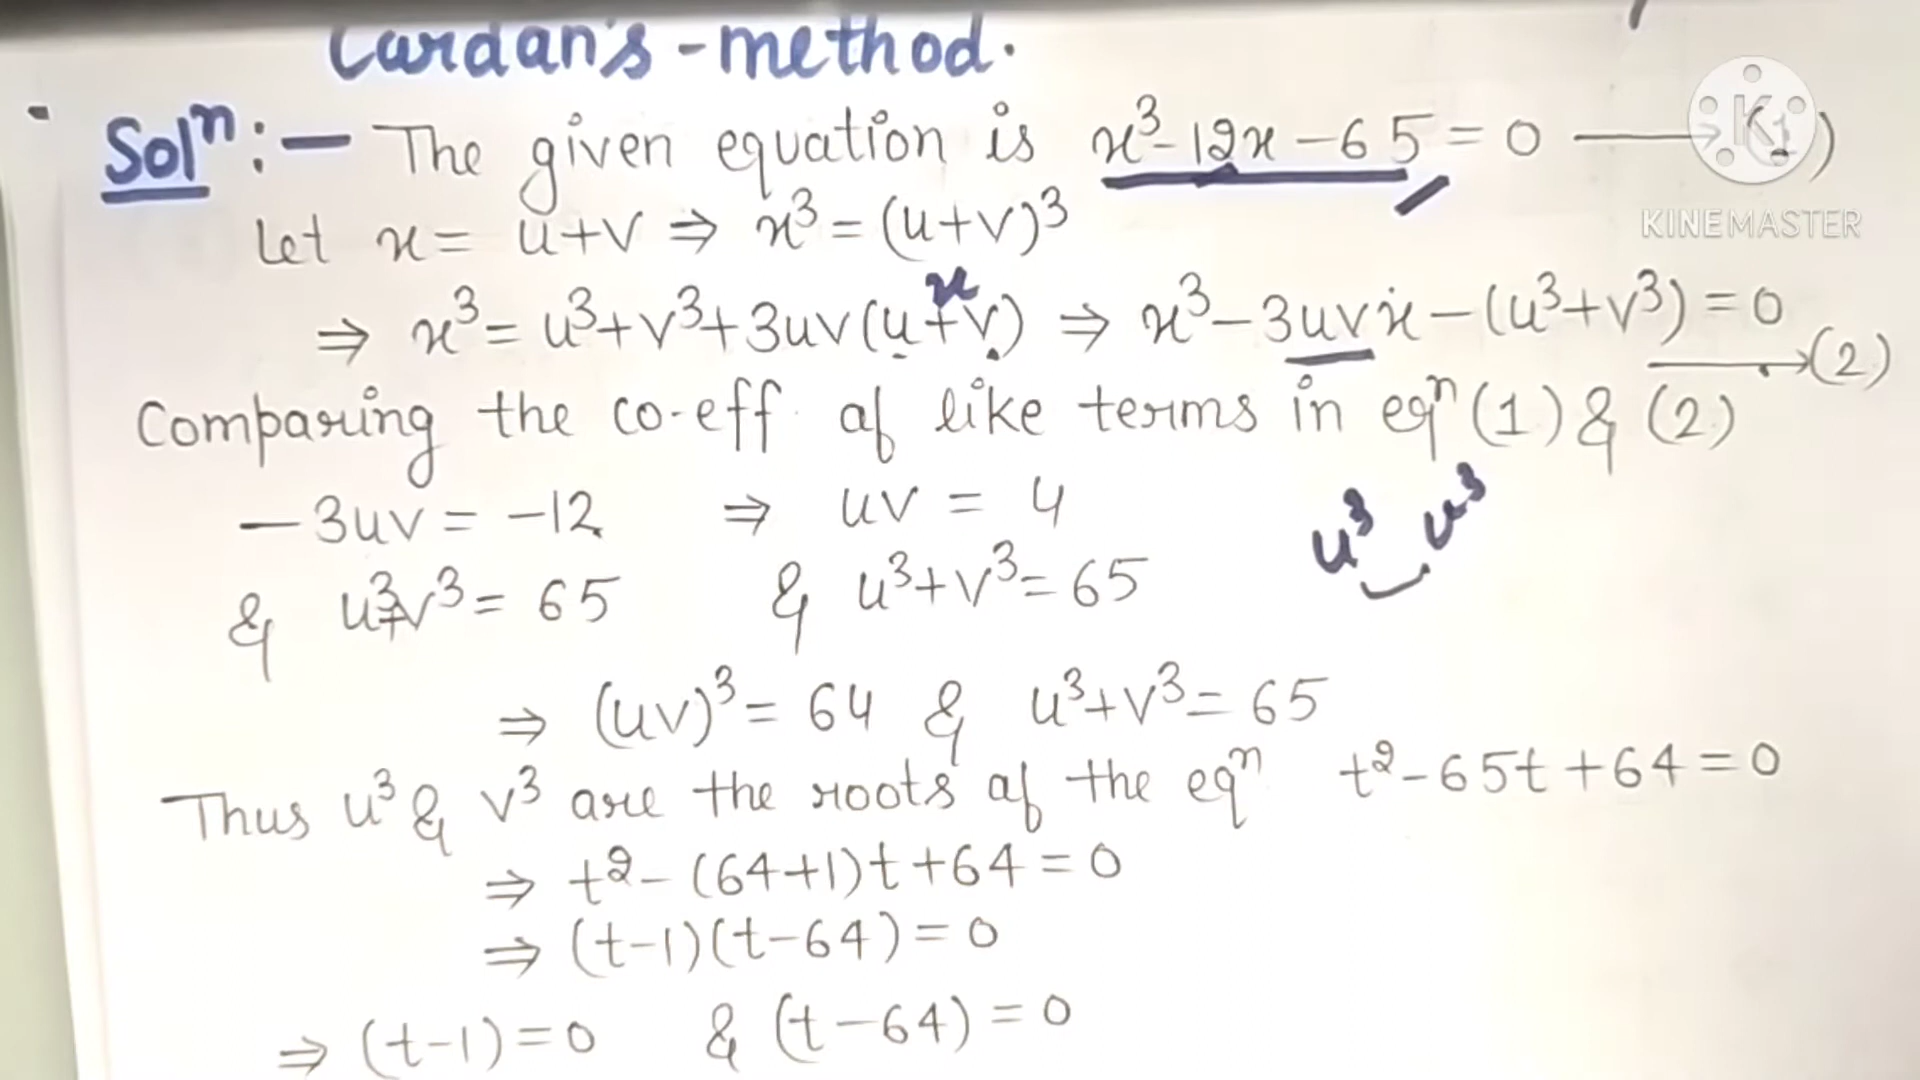 Cardan's-method.
Solⁿ:— The given equation is x³-12x-65=0 → (1)
K
KINEMASTER
Let x= u+v ⇒ x³=(u+v)³
x
⇒ x³= u³+v³+3uv(u+v) ⇒ x³-3uvx-(u³+v³)=0
→(2)
Comparing the co-eff. of like terms in eqⁿ(1)&(2)
-3uv= -12 ⇒ uv = 4
u³ v³
& u³+v³= 65 & u³+v³=65
⇒ (uv)³= 64 & u³+v³= 65
Thus u³ & v³ are the roots of the eqⁿ t²-65t+64=0
⇒ t²-(64+1)t+64=0
⇒ (t-1)(t-64)=0
⇒ (t-1)=0 & (t-64)=0